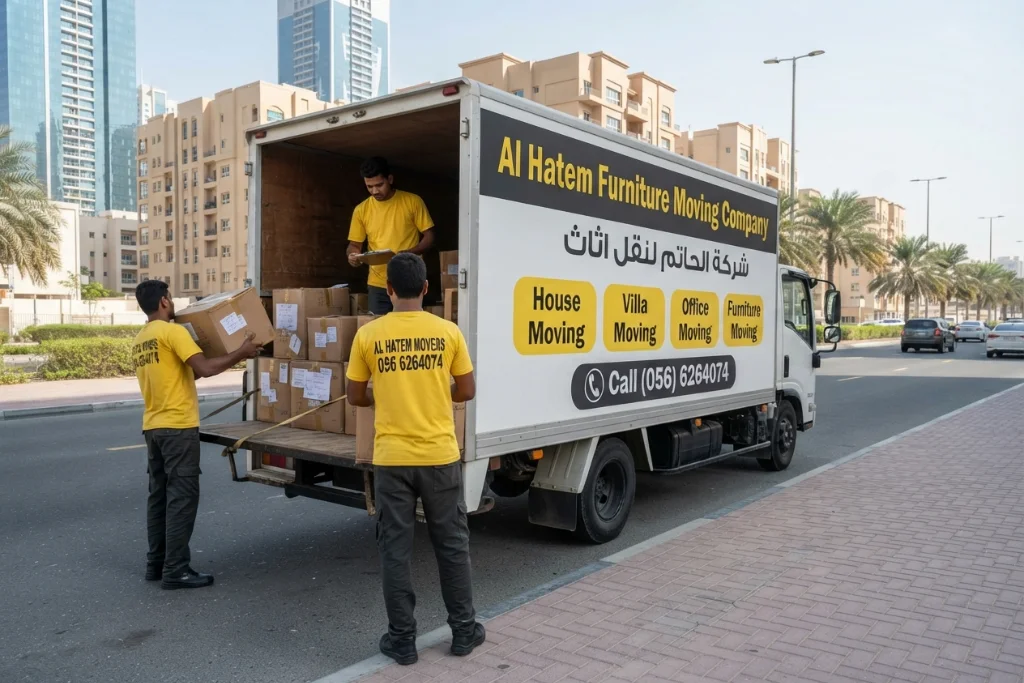 Al Hatem Furniture Moving Company
شركة الحاتم لنقل اثاث
House
Moving
Villa
Moving
Office
Moving
Furniture
Moving
Call (056) 6264074
AL HATEM MOVERS
056 6264074